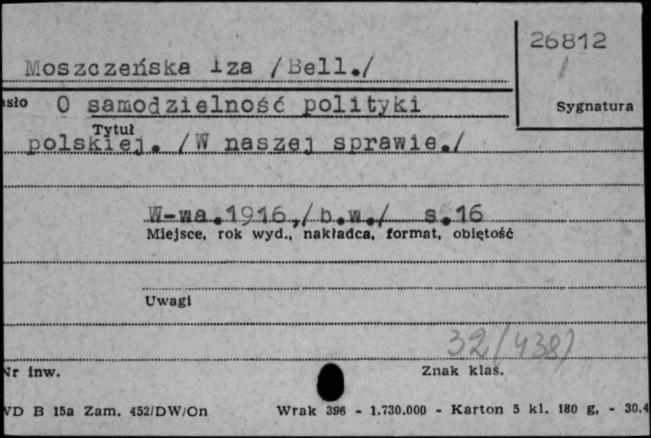 26812
/
Moszczeńska Iza /Bell./
asło O samodzielność polityki
Sygnatura
Tytuł
polskiej. /W naszej sprawie./
W-wa.1916,/b.w./ s.16
Miejsce, rok wyd., nakładca, format, objętość
Uwagi
32(438)
Nr inw.
Znak klas.
VD B 15a Zam. 452/DW/On Wrak 396 - 1.730.000 - Karton 5 kl. 180 g. - 30.4